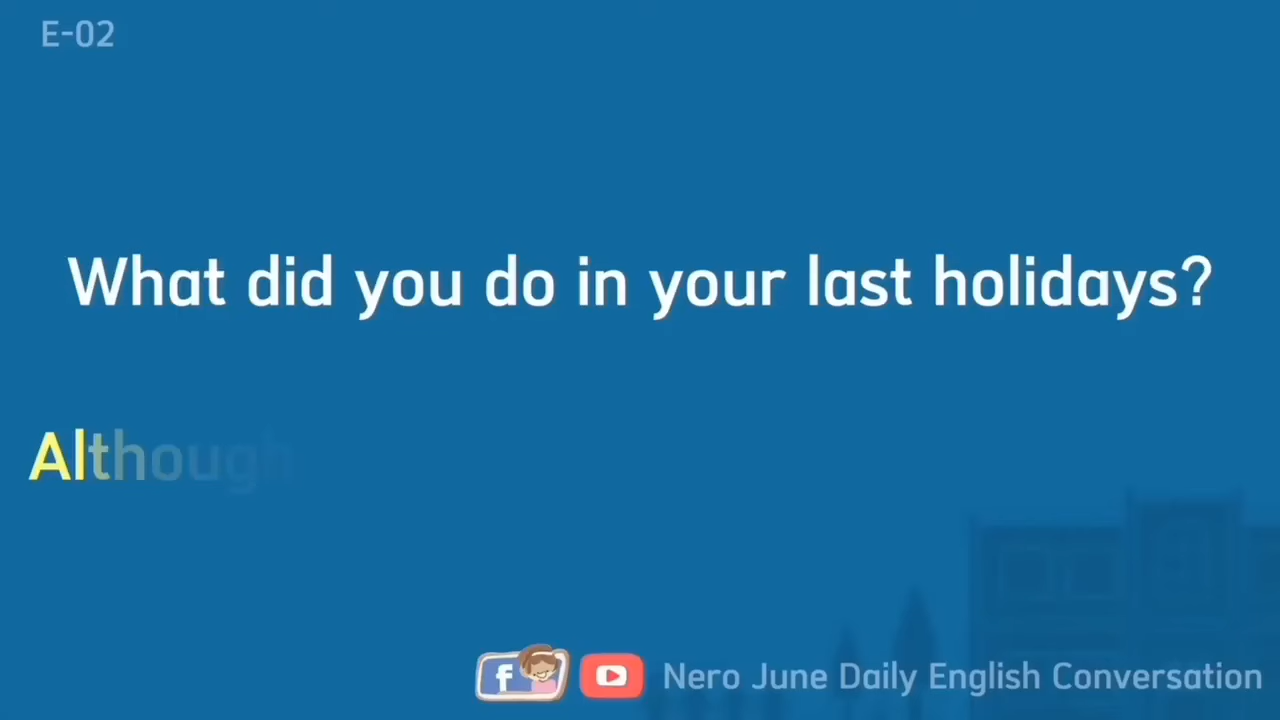 E-02
What did you do in your last holidays?
Although
f
Nero June Daily English Conversation